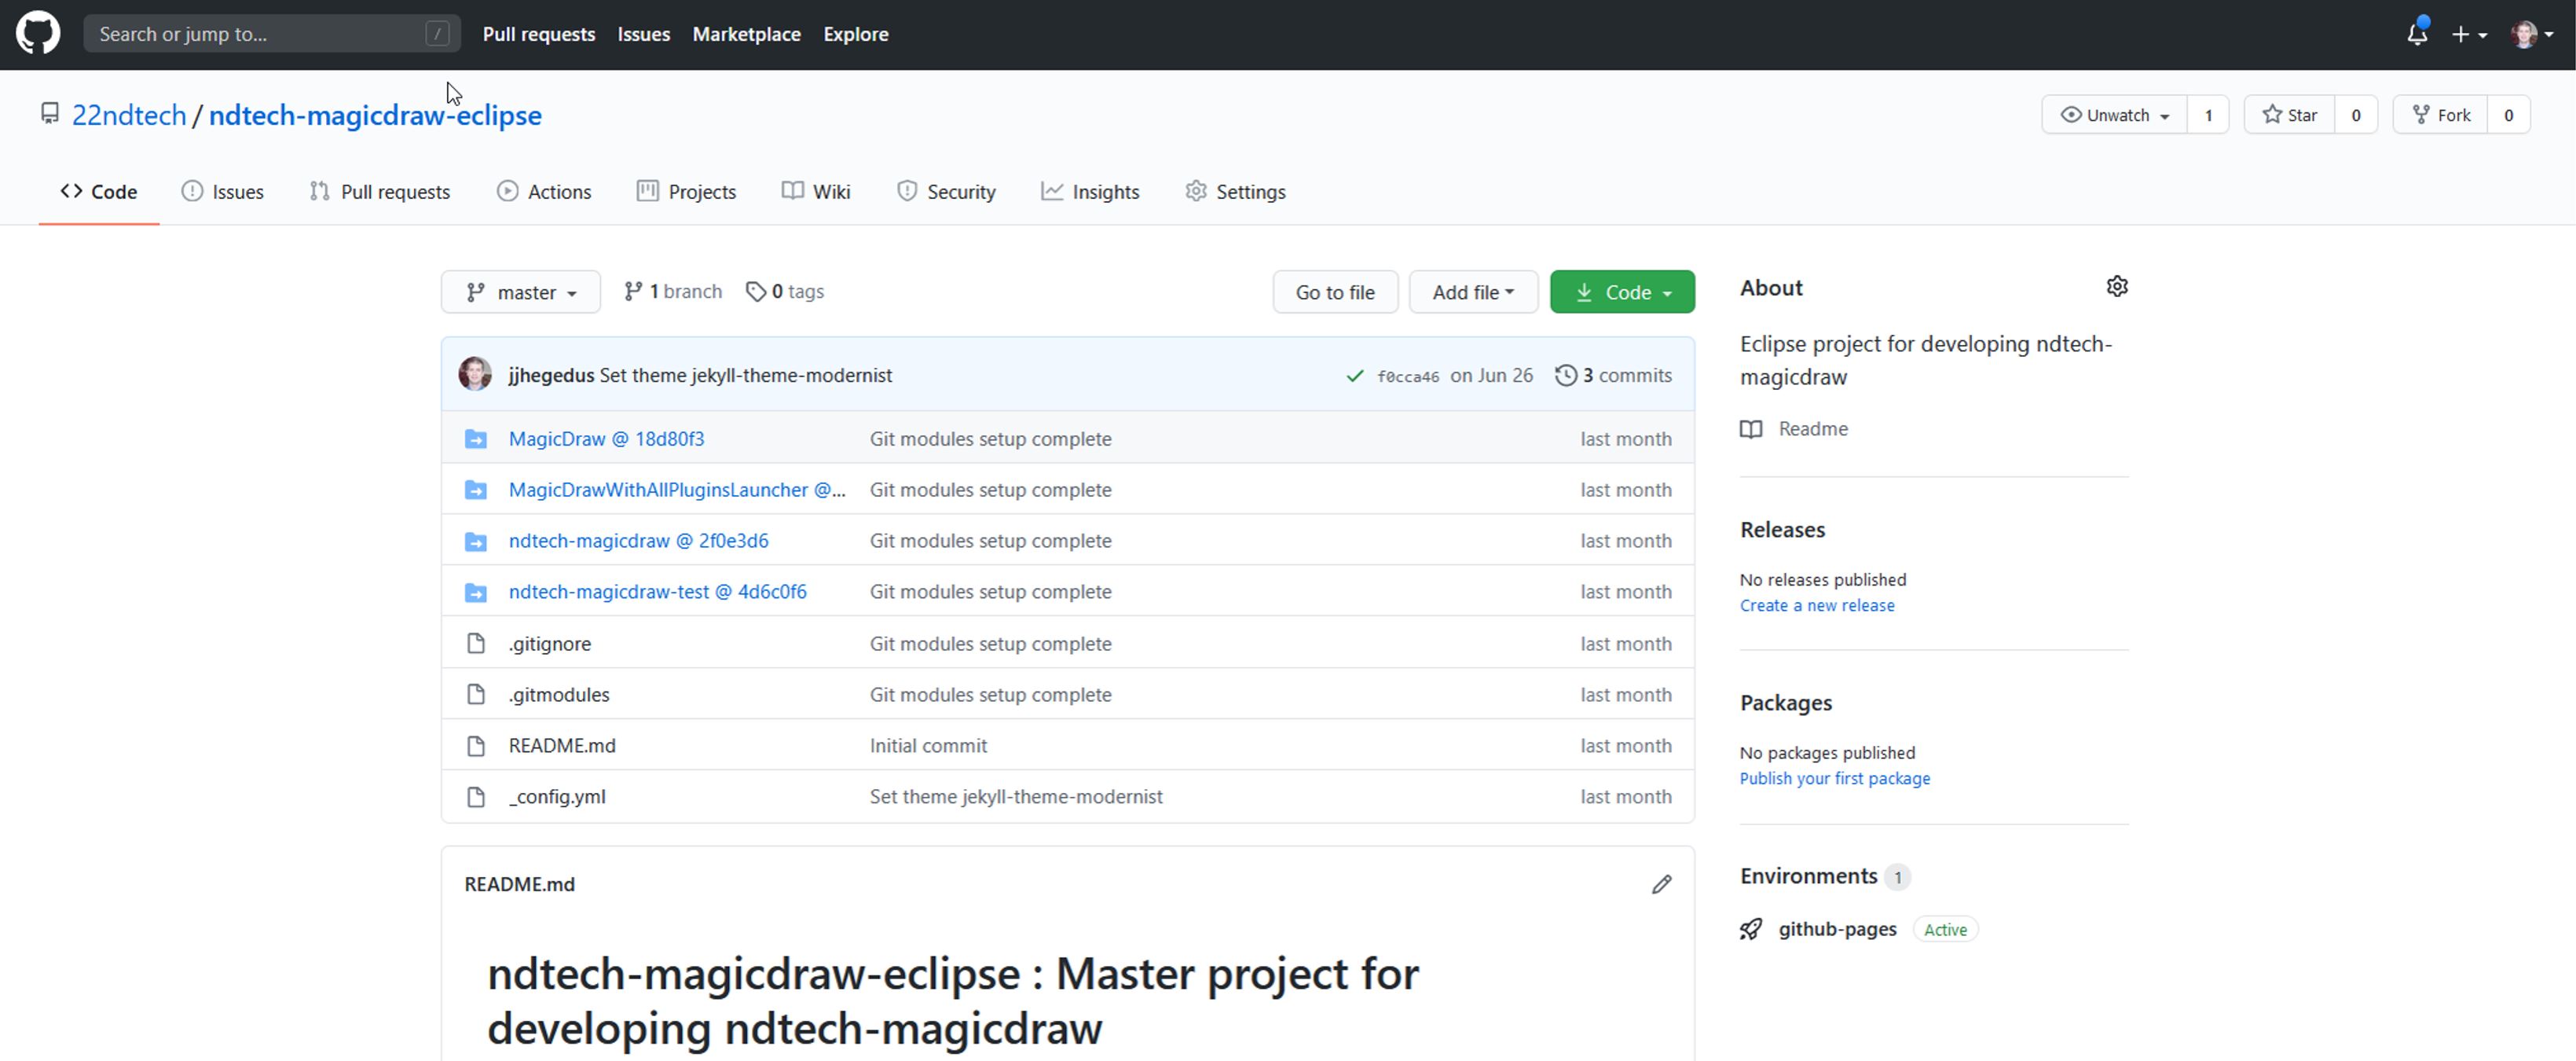 Search or jump to... / Pull requests Issues Marketplace Explore
22ndtech / ndtech-magicdraw-eclipse
Unwatch 1 Star 0 Fork 0
Code Issues Pull requests Actions Projects Wiki Security Insights Settings
master 1 branch 0 tags Go to file Add file Code
jjhegedus Set theme jekyll-theme-modernist f0cca46 on Jun 26 3 commits
MagicDraw @ 18d80f3 Git modules setup complete last month
MagicDrawWithAllPluginsLauncher @... Git modules setup complete last month
ndtech-magicdraw @ 2f0e3d6 Git modules setup complete last month
ndtech-magicdraw-test @ 4d6c0f6 Git modules setup complete last month
.gitignore Git modules setup complete last month
.gitmodules Git modules setup complete last month
README.md Initial commit last month
_config.yml Set theme jekyll-theme-modernist last month
README.md
ndtech-magicdraw-eclipse : Master project for
developing ndtech-magicdraw
About
Eclipse project for developing ndtech-
magicdraw
Readme
Releases
No releases published
Create a new release
Packages
No packages published
Publish your first package
Environments 1
github-pages Active